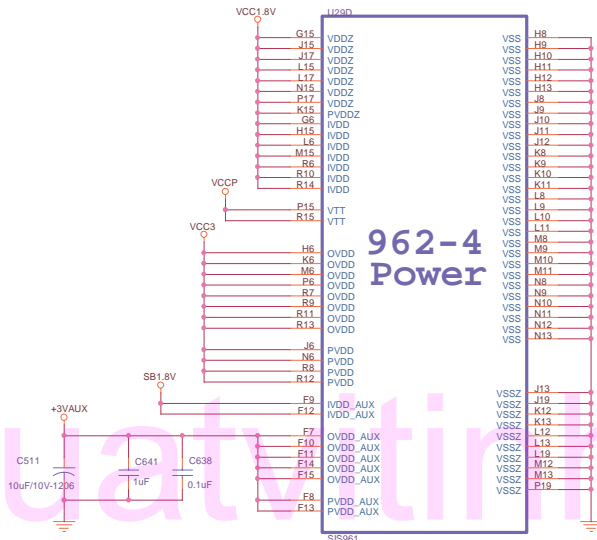 VCC1.8V U29D
G15 VDDZ VSS H8
J15 VDDZ VSS H9
J17 VDDZ VSS H10
L15 VDDZ VSS H11
L17 VDDZ VSS H12
N15 VDDZ VSS H13
P17 VDDZ VSS J8
K15 PVDDZ VSS J9
G6 IVDD VSS J10
H15 IVDD VSS J11
L6 IVDD VSS J12
M15 IVDD VSS K8
R6 IVDD VSS K9
R10 IVDD VSS K10
R14 IVDD VSS K11
VCCP VSS L8
P15 VTT VSS L9
R15 VTT VSS L10
VCC3 VSS L11
962-4
Power
VSS M8
H6 OVDD VSS M9
K6 OVDD VSS M10
M6 OVDD VSS M11
P6 OVDD VSS N8
R7 OVDD VSS N9
R9 OVDD VSS N10
R11 OVDD VSS N11
R13 OVDD VSS N12
VSS N13
J6 PVDD
N6 PVDD
R8 PVDD
R12 PVDD
SB1.8V
VSSZ J13
F9 IVDD_AUX VSSZ J19
F12 IVDD_AUX VSSZ K12
+3VAUX
VSSZ K13
F7 OVDD_AUX VSSZ L12
F10 OVDD_AUX VSSZ L13
F11 OVDD_AUX VSSZ L19
F14 OVDD_AUX VSSZ M12
F15 OVDD_AUX VSSZ M13
VSSZ P19
C511 10uF/10V-1206
C641 1uF
C638 0.1uF
F8 PVDD_AUX
F13 PVDD_AUX
SIS961
uatvitinh